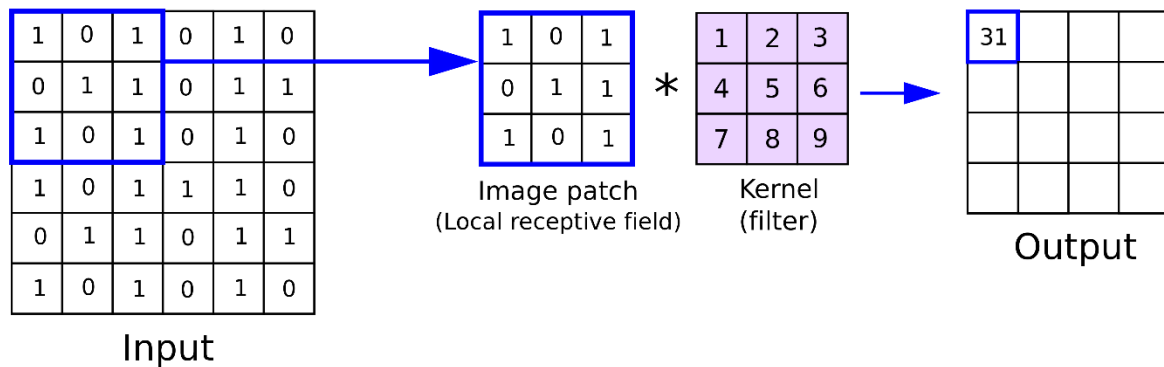 1 0 1 0 1 0
0 1 1 0 1 1
1 0 1 0 1 0
1 0 1 1 1 0
0 1 1 0 1 1
1 0 1 0 1 0
Input
1 0 1
0 1 1
1 0 1
Image patch
(Local receptive field)
*
1 2 3
4 5 6
7 8 9
Kernel
(filter)
31
Output